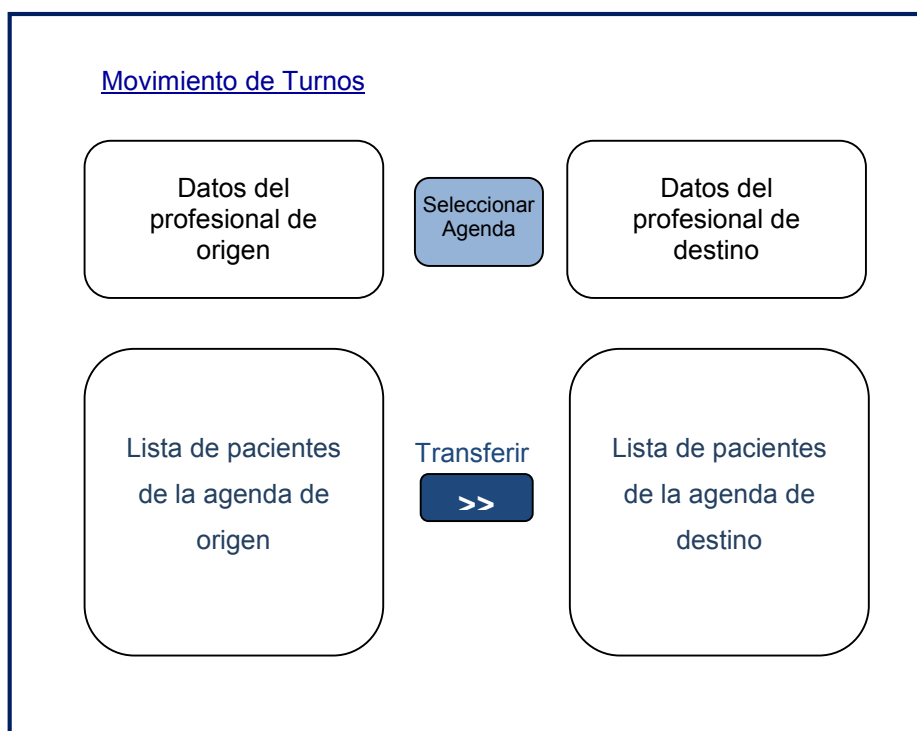 Movimiento de Turnos
Datos del
profesional de
origen
Seleccionar
Agenda
Datos del
profesional de
destino
Lista de pacientes
de la agenda de
origen
Transferir
>>
Lista de pacientes
de la agenda de
destino